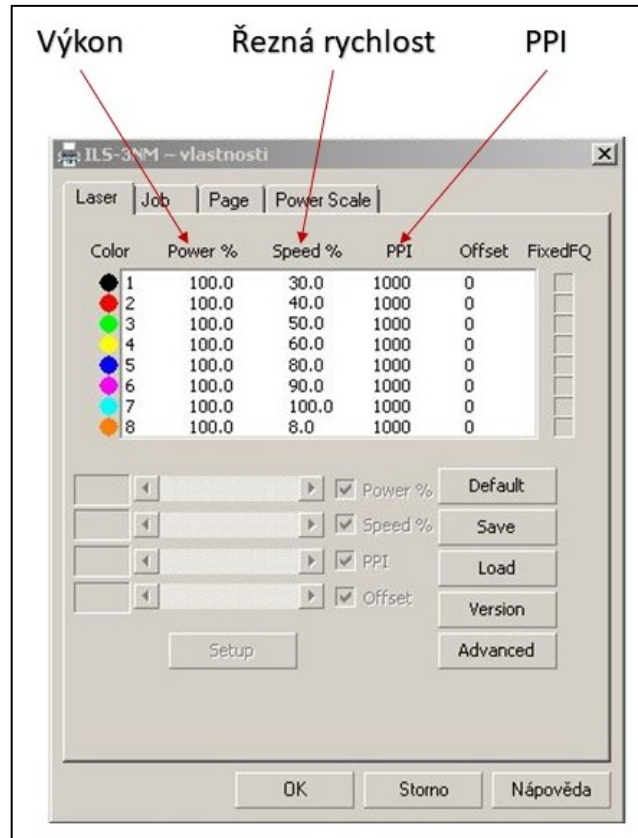 Výkon Řezná rychlost PPI
ILS-3NM – vlastnosti
Laser Job Page Power Scale
Color Power % Speed % PPI Offset FixedFQ
1 100.0 30.0 1000 0
2 100.0 40.0 1000 0
3 100.0 50.0 1000 0
4 100.0 60.0 1000 0
5 100.0 80.0 1000 0
6 100.0 90.0 1000 0
7 100.0 100.0 1000 0
8 100.0 8.0 1000 0
Power % Default
Speed % Save
PPI Load
Offset Version
Setup Advanced
OK Storno Nápověda